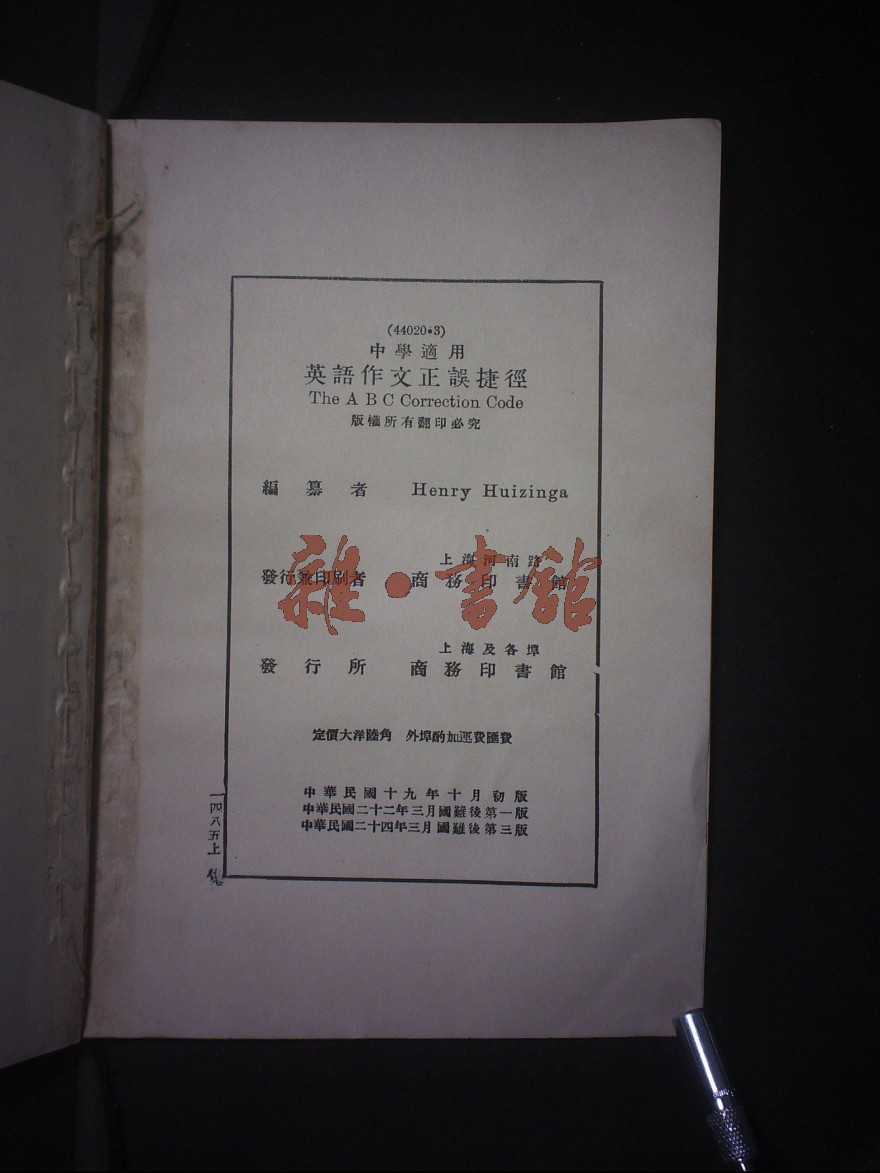 (44020•3)
中學適用
英語作文正誤捷徑
The A B C Correction Code
版權所有翻印必究
編纂者 Henry Huizinga
上海河南路
發行兼印刷者 商務印書館
雜•書館
上海及各埠
發行所 商務印書館
定價大洋陸角 外埠酌加運費匯費
中華民國十九年十月初版
中華民國二十二年三月國難後第一版
中華民國二十四年三月國難後第三版
一四八五上